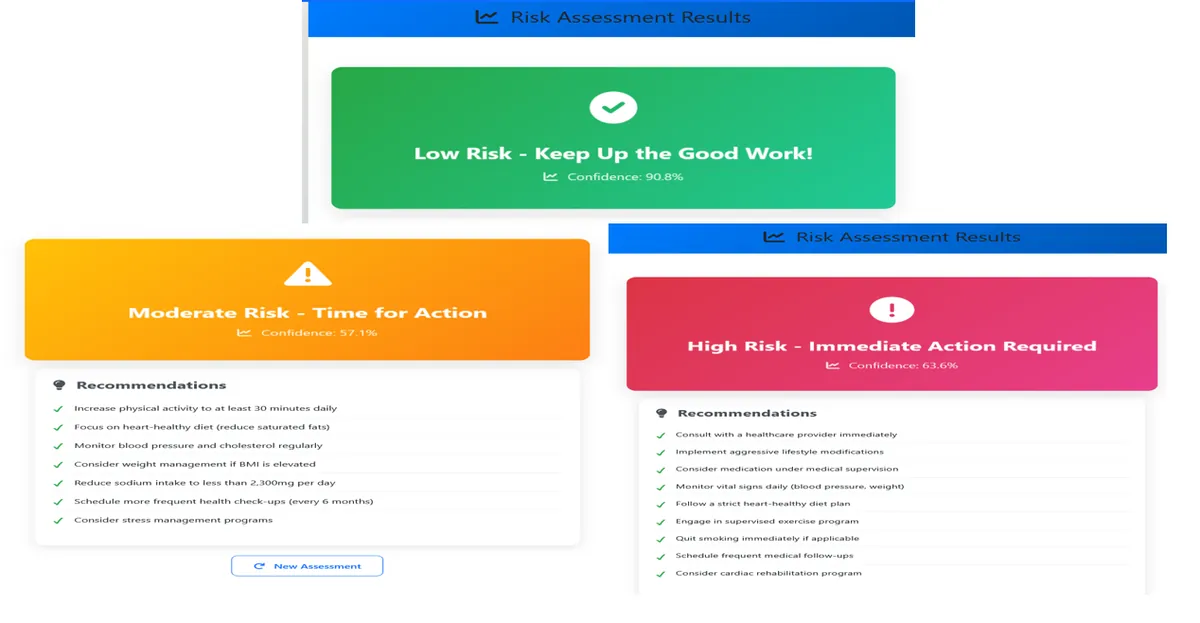 Risk Assessment Results
Low Risk - Keep Up the Good Work!
Confidence: 90.8%
Moderate Risk - Time for Action
Confidence: 57.1%
Recommendations
Increase physical activity to at least 30 minutes daily
Focus on heart-healthy diet (reduce saturated fats)
Monitor blood pressure and cholesterol regularly
Consider weight management if BMI is elevated
Reduce sodium intake to less than 2,300mg per day
Schedule more frequent health check-ups (every 6 months)
Consider stress management programs
New Assessment
Risk Assessment Results
High Risk - Immediate Action Required
Confidence: 63.6%
Recommendations
Consult with a healthcare provider immediately
Implement aggressive lifestyle modifications
Consider medication under medical supervision
Monitor vital signs daily (blood pressure, weight)
Follow a strict heart-healthy diet plan
Engage in supervised exercise program
Quit smoking immediately if applicable
Schedule frequent medical follow-ups
Consider cardiac rehabilitation program